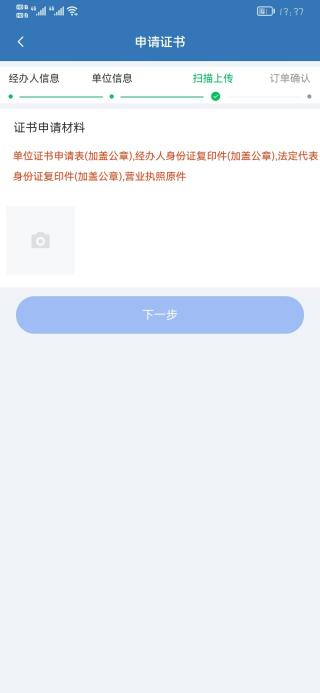 申请证书
经办人信息 单位信息 扫描上传 订单确认
证书申请材料
单位证书申请表(加盖公章),经办人身份证复印件(加盖公章),法定代表
身份证复印件(加盖公章),营业执照原件
下一步